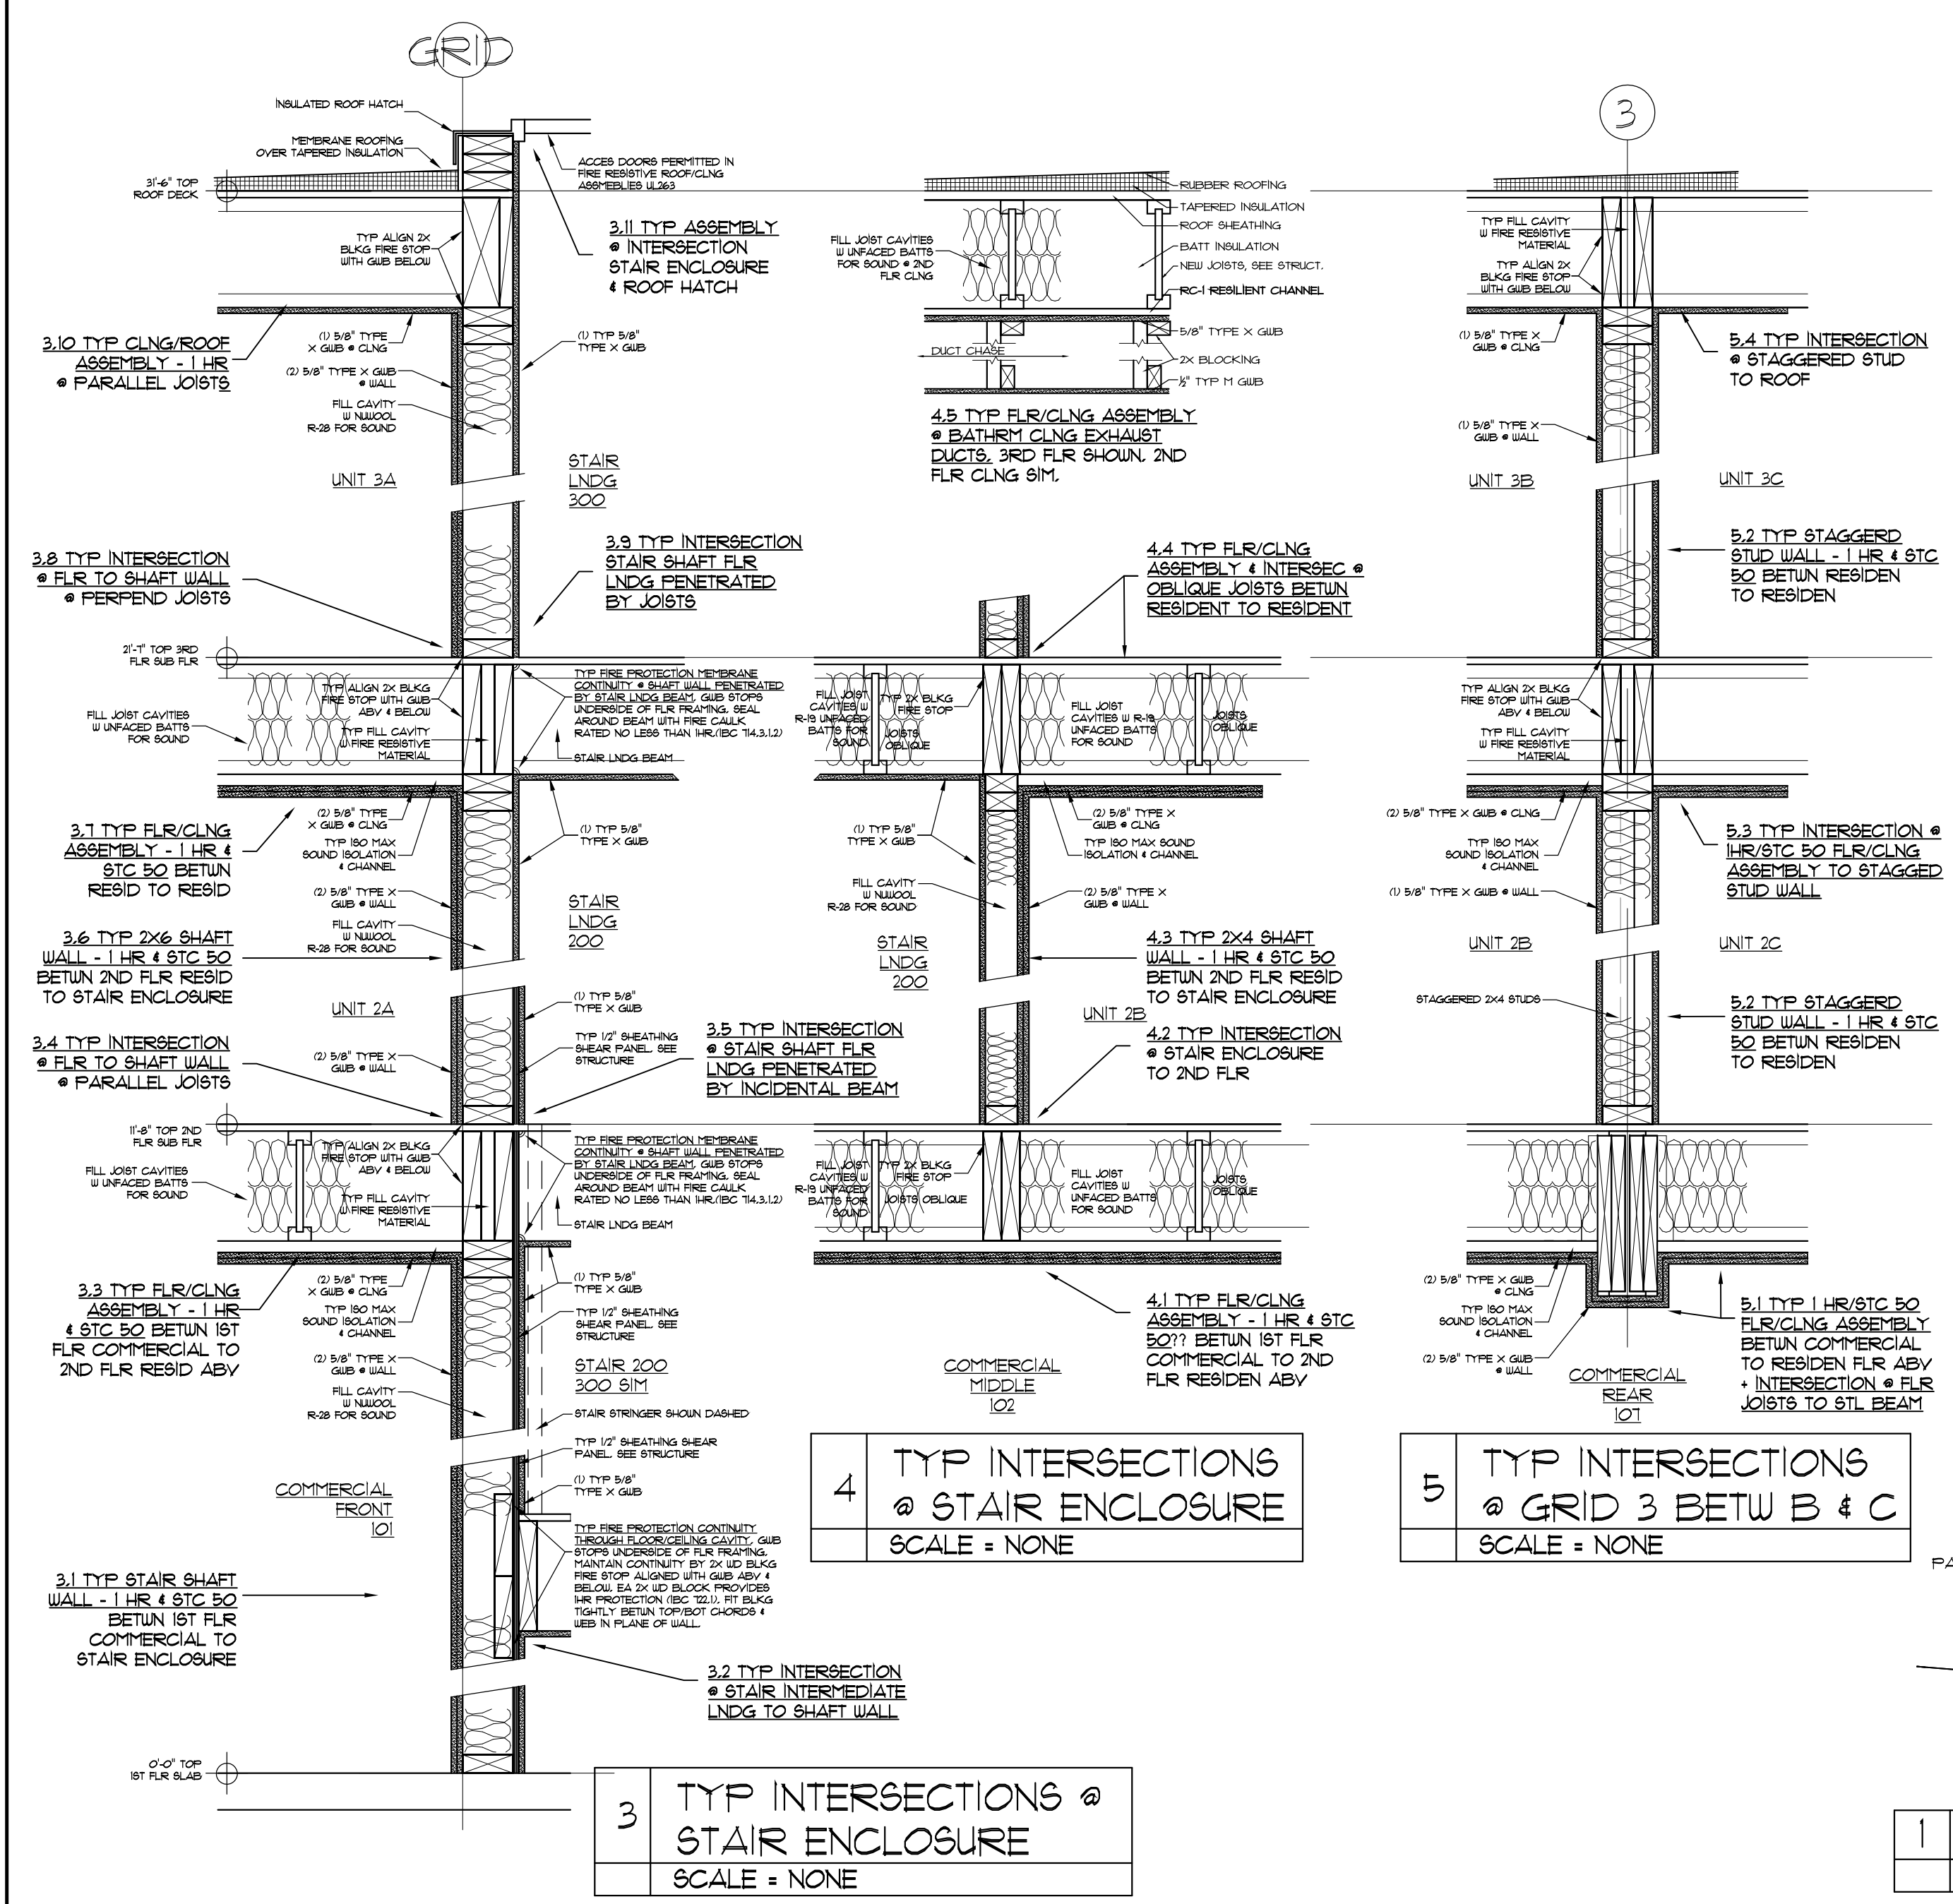 GRID
INSULATED ROOF HATCH
MEMBRANE ROOFING
OVER TAPERED INSULATION
31'-6" TOP
ROOF DECK
ACCES DOORS PERMITTED IN
FIRE RESISTIVE ROOF/CLNG
ASSMEBLIES UL263
TYP ALIGN 2X
BLKG FIRE STOP
WITH GWB BELOW
3.11 TYP ASSEMBLY
@ INTERSECTION
STAIR ENCLOSURE
& ROOF HATCH
3.10 TYP CLNG/ROOF
ASSEMBLY - 1 HR
@ PARALLEL JOISTS
(1) 5/8" TYPE
X GWB @ CLNG
(2) 5/8" TYPE X GWB
@ WALL
FILL CAVITY
W NUWOOL
R-28 FOR SOUND
(1) TYP 5/8"
TYPE X GWB
UNIT 3A
STAIR
LNDG
300
3.8 TYP INTERSECTION
@ FLR TO SHAFT WALL
@ PERPEND JOISTS
3.9 TYP INTERSECTION
STAIR SHAFT FLR
LNDG PENETRATED
BY JOISTS
21'-7" TOP 3RD
FLR SUB FLR
TYP ALIGN 2X BLKG
FIRE STOP WITH GWB
ABV & BELOW
FILL JOIST CAVITIES
W UNFACED BATTS
FOR SOUND
TYP FILL CAVITY
W FIRE RESISTIVE
MATERIAL
TYP FIRE PROTECTION MEMBRANE
CONTINUITY @ SHAFT WALL PENETRATED
BY STAIR LNDG BEAM, GWB STOPS
UNDERSIDE OF FLR FRAMING, SEAL
AROUND BEAM WITH FIRE CAULK
RATED NO LESS THAN 1HR.(IBC 714.3.1.2)
STAIR LNDG BEAM
3.7 TYP FLR/CLNG
ASSEMBLY - 1 HR &
STC 50 BETWN
RESID TO RESID
(2) 5/8" TYPE
X GWB @ CLNG
TYP ISO MAX
SOUND ISOLATION
& CHANNEL
(2) 5/8" TYPE X
GWB @ WALL
FILL CAVITY
W NUWOOL
R-28 FOR SOUND
(1) TYP 5/8"
TYPE X GWB
STAIR
LNDG
200
3.6 TYP 2X6 SHAFT
WALL - 1 HR & STC 50
BETWN 2ND FLR RESID
TO STAIR ENCLOSURE
UNIT 2A
3.4 TYP INTERSECTION
@ FLR TO SHAFT WALL
@ PARALLEL JOISTS
(2) 5/8" TYPE X
GWB @ WALL
(1) TYP 5/8"
TYPE X GWB
TYP 1/2" SHEATHING
SHEAR PANEL. SEE
STRUCTURE
3.5 TYP INTERSECTION
@ STAIR SHAFT FLR
LNDG PENETRATED
BY INCIDENTAL BEAM
11'-8" TOP 2ND
FLR SUB FLR
TYP ALIGN 2X BLKG
FIRE STOP WITH GWB
ABV & BELOW
FILL JOIST CAVITIES
W UNFACED BATTS
FOR SOUND
TYP FILL CAVITY
W FIRE RESISTIVE
MATERIAL
TYP FIRE PROTECTION MEMBRANE
CONTINUITY @ SHAFT WALL PENETRATED
BY STAIR LNDG BEAM, GWB STOPS
UNDERSIDE OF FLR FRAMING, SEAL
AROUND BEAM WITH FIRE CAULK
RATED NO LESS THAN 1HR.(IBC 714.3.1.2)
STAIR LNDG BEAM
3.3 TYP FLR/CLNG
ASSEMBLY - 1 HR
& STC 50 BETWN 1ST
FLR COMMERCIAL TO
2ND FLR RESID ABV
(2) 5/8" TYPE
X GWB @ CLNG
TYP ISO MAX
SOUND ISOLATION
& CHANNEL
(2) 5/8" TYPE X
GWB @ WALL
FILL CAVITY
W NUWOOL
R-28 FOR SOUND
(1) TYP 5/8"
TYPE X GWB
TYP 1/2" SHEATHING
SHEAR PANEL. SEE
STRUCTURE
STAIR 200
300 SIM
STAIR STRINGER SHOWN DASHED
TYP 1/2" SHEATHING SHEAR
PANEL. SEE STRUCTURE
(1) TYP 5/8"
TYPE X GWB
COMMERCIAL
FRONT
101
TYP FIRE PROTECTION CONTINUITY
THROUGH FLOOR/CEILING CAVITY, GWB
STOPS UNDERSIDE OF FLR FRAMING,
MAINTAIN CONTINUITY BY 2X WD BLKG
FIRE STOP ALIGNED WITH GWB ABV &
BELOW, EA 2X WD BLOCK PROVIDES
1HR PROTECTION (IBC 722.1). FIT BLKG
TIGHTLY BETWN TOP/BOT CHORDS &
WEB IN PLANE OF WALL.
3.1 TYP STAIR SHAFT
WALL - 1 HR & STC 50
BETWN 1ST FLR
COMMERCIAL TO
STAIR ENCLOSURE
3.2 TYP INTERSECTION
@ STAIR INTERMEDIATE
LNDG TO SHAFT WALL
0'-0" TOP
1ST FLR SLAB
3
TYP INTERSECTIONS @
STAIR ENCLOSURE
SCALE = NONE
RUBBER ROOFING
TAPERED INSULATION
ROOF SHEATHING
BATT INSULATION
NEW JOISTS, SEE STRUCT.
RC-1 RESILIENT CHANNEL
FILL JOIST CAVITIES
W UNFACED BATTS
FOR SOUND @ 2ND
FLR CLNG
5/8" TYPE X GWB
DUCT CHASE
2X BLOCKING
½" TYP M GWB
4.5 TYP FLR/CLNG ASSEMBLY
@ BATHRM CLNG EXHAUST
DUCTS, 3RD FLR SHOWN, 2ND
FLR CLNG SIM.
4.4 TYP FLR/CLNG
ASSEMBLY & INTERSEC @
OBLIQUE JOISTS BETWN
RESIDENT TO RESIDENT
FILL JOIST
CAVITIES W
R-19 UNFACED
BATTS FOR
SOUND
TYP 2X BLKG
FIRE STOP
JOISTS
OBLIQUE
FILL JOIST
CAVITIES W R-19
UNFACED BATTS
FOR SOUND
JOISTS
OBLIQUE
(1) TYP 5/8"
TYPE X GWB
(2) 5/8" TYPE X
GWB @ CLNG
TYP ISO MAX SOUND
ISOLATION & CHANNEL
FILL CAVITY
W NUWOOL
R-28 FOR SOUND
(2) 5/8" TYPE X
GWB @ WALL
STAIR
LNDG
200
4.3 TYP 2X4 SHAFT
WALL - 1 HR & STC 50
BETWN 2ND FLR RESID
TO STAIR ENCLOSURE
UNIT 2B
4.2 TYP INTERSECTION
@ STAIR ENCLOSURE
TO 2ND FLR
FILL JOIST
CAVITIES W
R-19 UNFACED
BATTS FOR
SOUND
TYP 2X BLKG
FIRE STOP
JOISTS OBLIQUE
FILL JOIST
CAVITIES W
UNFACED BATTS
FOR SOUND
JOISTS
OBLIQUE
4.1 TYP FLR/CLNG
ASSEMBLY - 1 HR & STC
50?? BETWN 1ST FLR
COMMERCIAL TO 2ND
FLR RESIDEN ABV
COMMERCIAL
MIDDLE
102
4
TYP INTERSECTIONS
@ STAIR ENCLOSURE
SCALE = NONE
3
TYP FILL CAVITY
W FIRE RESISTIVE
MATERIAL
TYP ALIGN 2X
BLKG FIRE STOP
WITH GWB BELOW
(1) 5/8" TYPE X
GWB @ CLNG
5.4 TYP INTERSECTION
@ STAGGERED STUD
TO ROOF
(1) 5/8" TYPE X
GWB @ WALL
UNIT 3B
UNIT 3C
5.2 TYP STAGGERD
STUD WALL - 1 HR & STC
50 BETWN RESIDEN
TO RESIDEN
TYP ALIGN 2X BLKG
FIRE STOP WITH GWB
ABV & BELOW
TYP FILL CAVITY
W FIRE RESISTIVE
MATERIAL
(2) 5/8" TYPE X GWB @ CLNG
TYP ISO MAX
SOUND ISOLATION
& CHANNEL
(1) 5/8" TYPE X GWB @ WALL
5.3 TYP INTERSECTION @
1HR/STC 50 FLR/CLNG
ASSEMBLY TO STAGGED
STUD WALL
UNIT 2B
UNIT 2C
STAGGERED 2X4 STUDS
5.2 TYP STAGGERD
STUD WALL - 1 HR & STC
50 BETWN RESIDEN
TO RESIDEN
(2) 5/8" TYPE X GWB
@ CLNG
TYP ISO MAX
SOUND ISOLATION
& CHANNEL
(2) 5/8" TYPE X GWB
@ WALL
5.1 TYP 1 HR/STC 50
FLR/CLNG ASSEMBLY
BETWN COMMERCIAL
TO RESIDEN FLR ABV
+ INTERSECTION @ FLR
JOISTS TO STL BEAM
COMMERCIAL
REAR
107
5
TYP INTERSECTIONS
@ GRID 3 BETW B & C
SCALE = NONE
PA
1